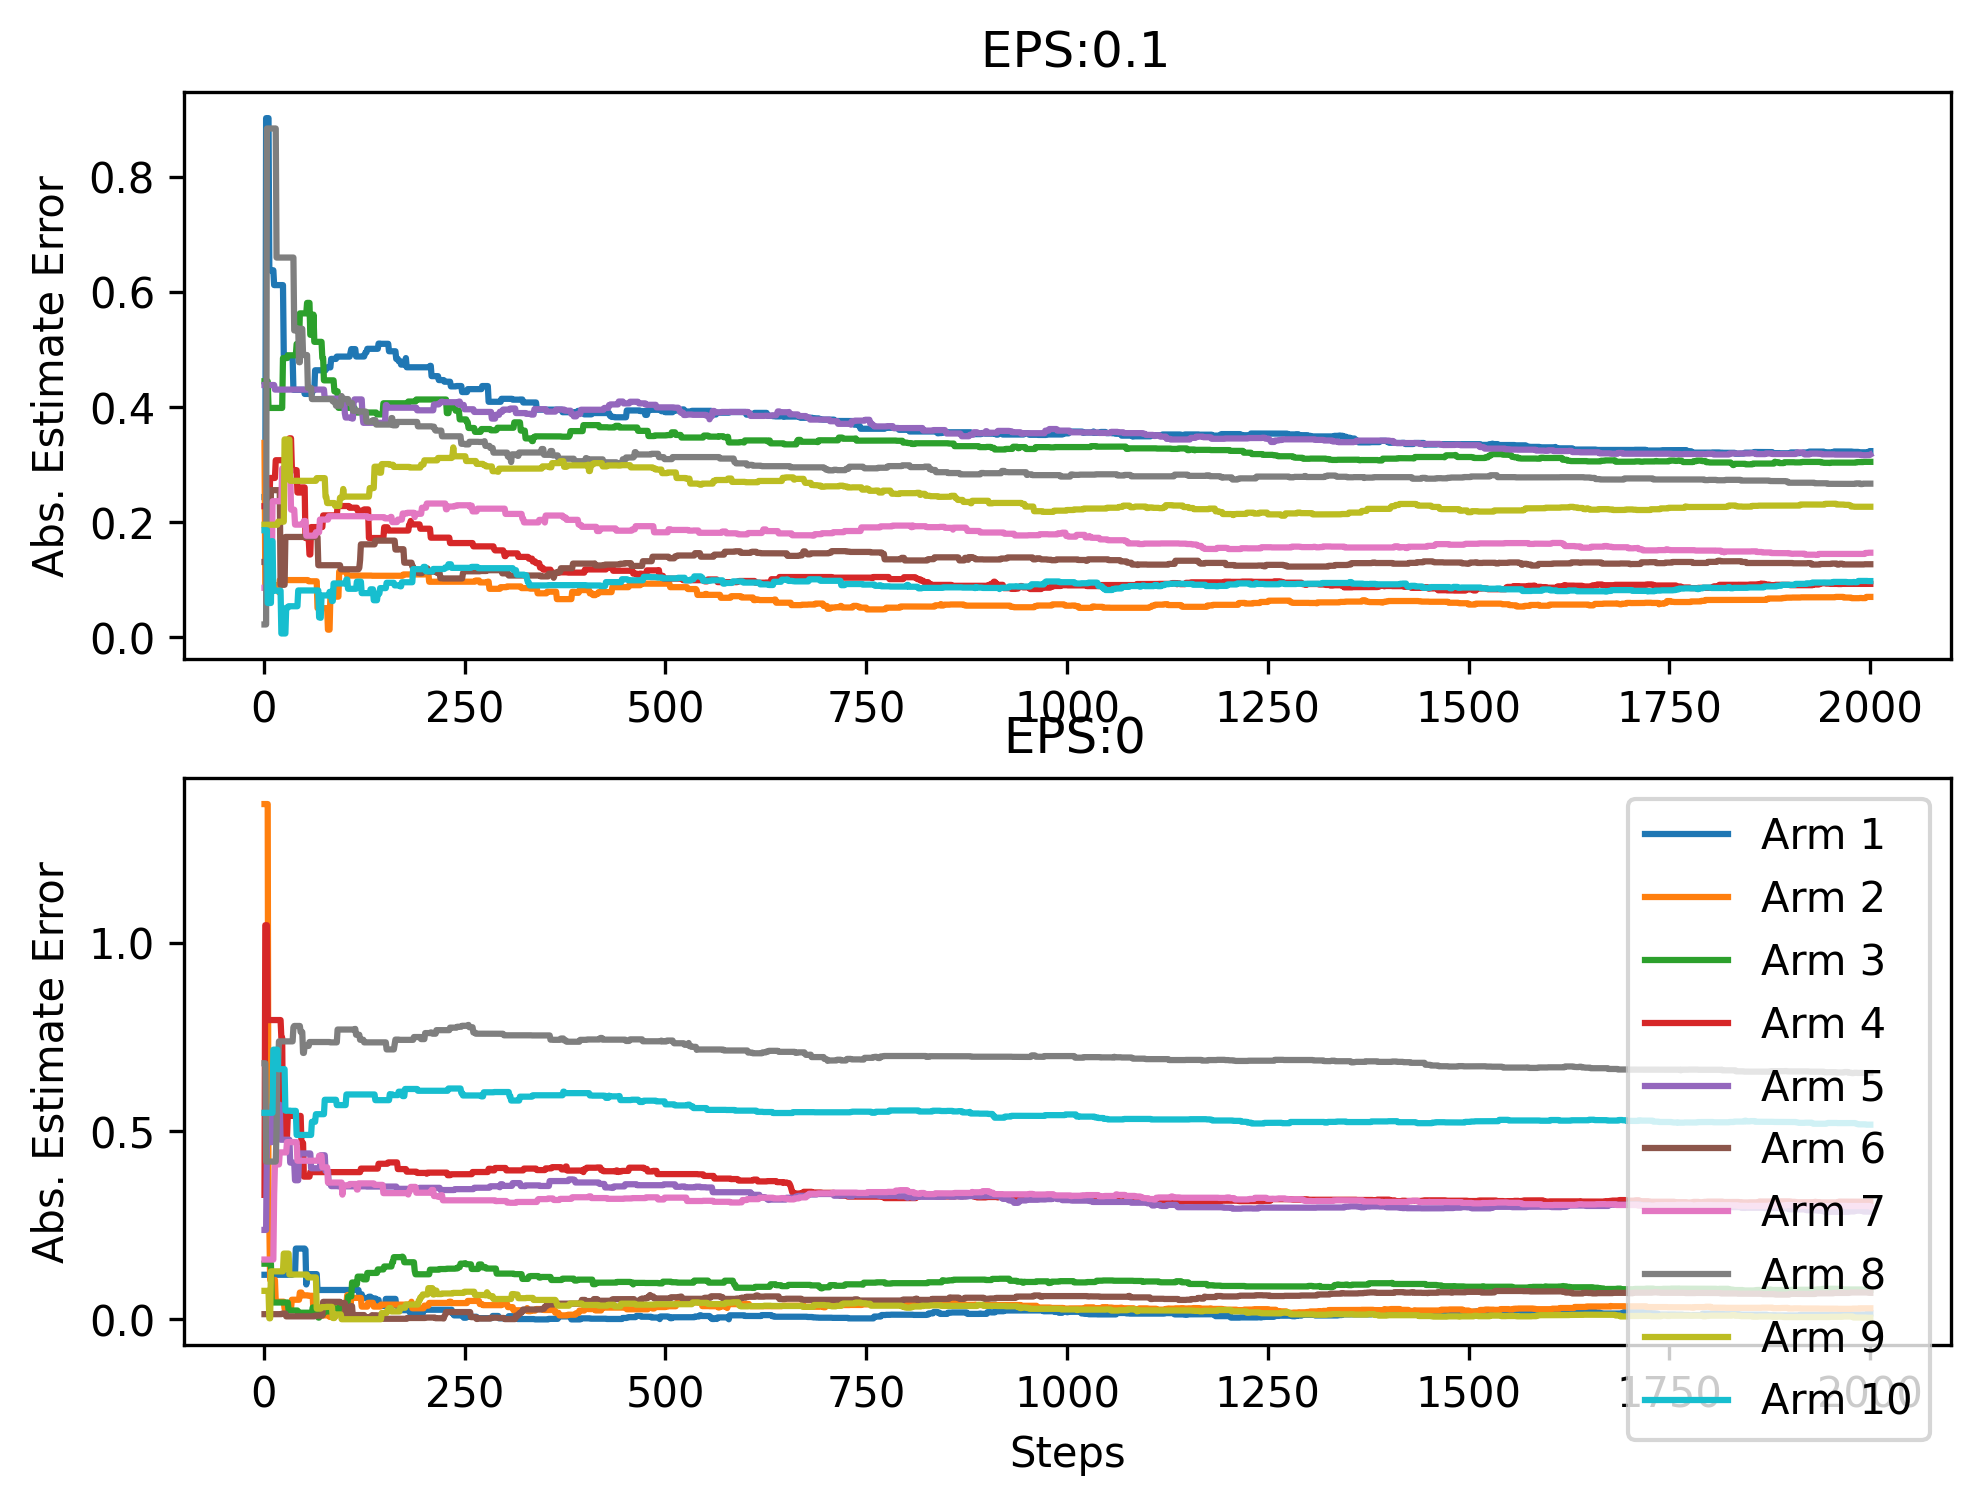 EPS:0.1
Abs. Estimate Error
0.8
0.6
0.4
0.2
0.0
0 250 500 750 1000 1250 1500 1750 2000
EPS:0
Abs. Estimate Error
1.0
0.5
0.0
Arm 1
Arm 2
Arm 3
Arm 4
Arm 5
Arm 6
Arm 7
Arm 8
Arm 9
Arm 10
0 250 500 750 1000 1250 1500 1750 2000
Steps